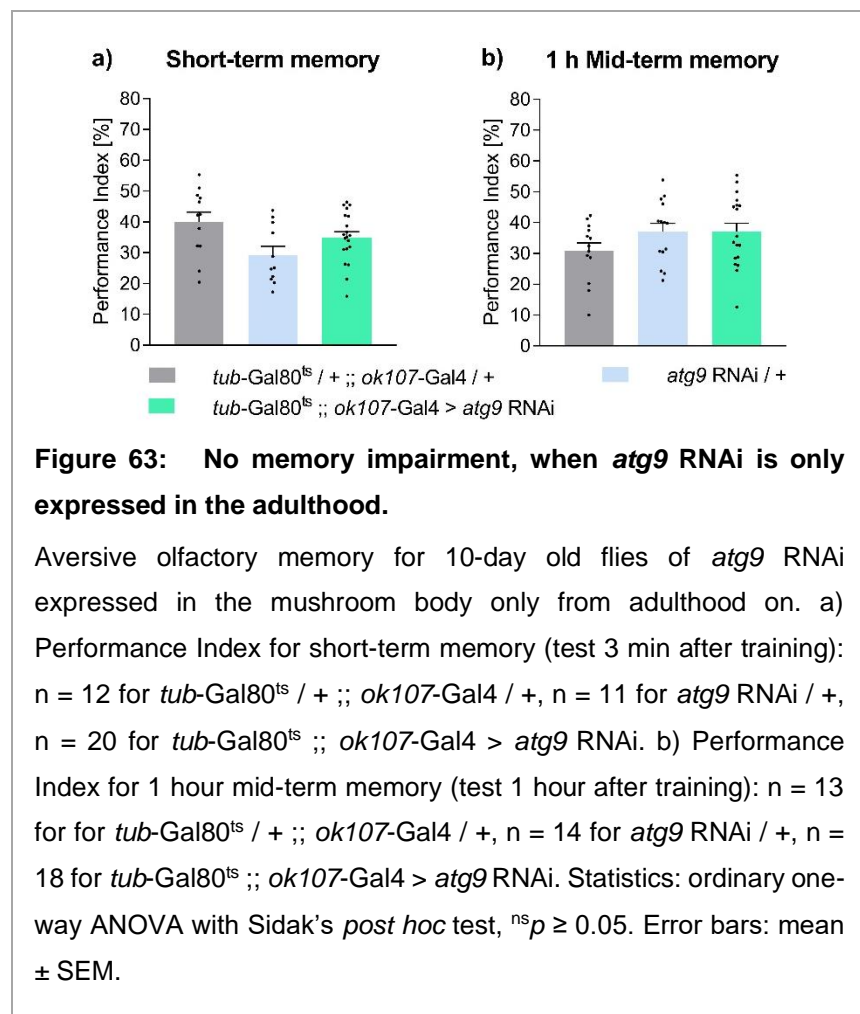 a) Short-term memory
b) 1 h Mid-term memory
Performance Index [%]
80
70
60
50
40
30
20
10
0
Performance Index [%]
80
70
60
50
40
30
20
10
0
tub-Gal80ts / + ;; ok107-Gal4 / +
atg9 RNAi / +
tub-Gal80ts ;; ok107-Gal4 > atg9 RNAi
Figure 63: No memory impairment, when atg9 RNAi is only
expressed in the adulthood.
Aversive olfactory memory for 10-day old flies of atg9 RNAi
expressed in the mushroom body only from adulthood on. a)
Performance Index for short-term memory (test 3 min after training):
n = 12 for tub-Gal80ts / + ;; ok107-Gal4 / +, n = 11 for atg9 RNAi / +,
n = 20 for tub-Gal80ts ;; ok107-Gal4 > atg9 RNAi. b) Performance
Index for 1 hour mid-term memory (test 1 hour after training): n = 13
for for tub-Gal80ts / + ;; ok107-Gal4 / +, n = 14 for atg9 RNAi / +, n =
18 for tub-Gal80ts ;; ok107-Gal4 > atg9 RNAi. Statistics: ordinary one-
way ANOVA with Sidak's post hoc test, nsp ≥ 0.05. Error bars: mean
± SEM.